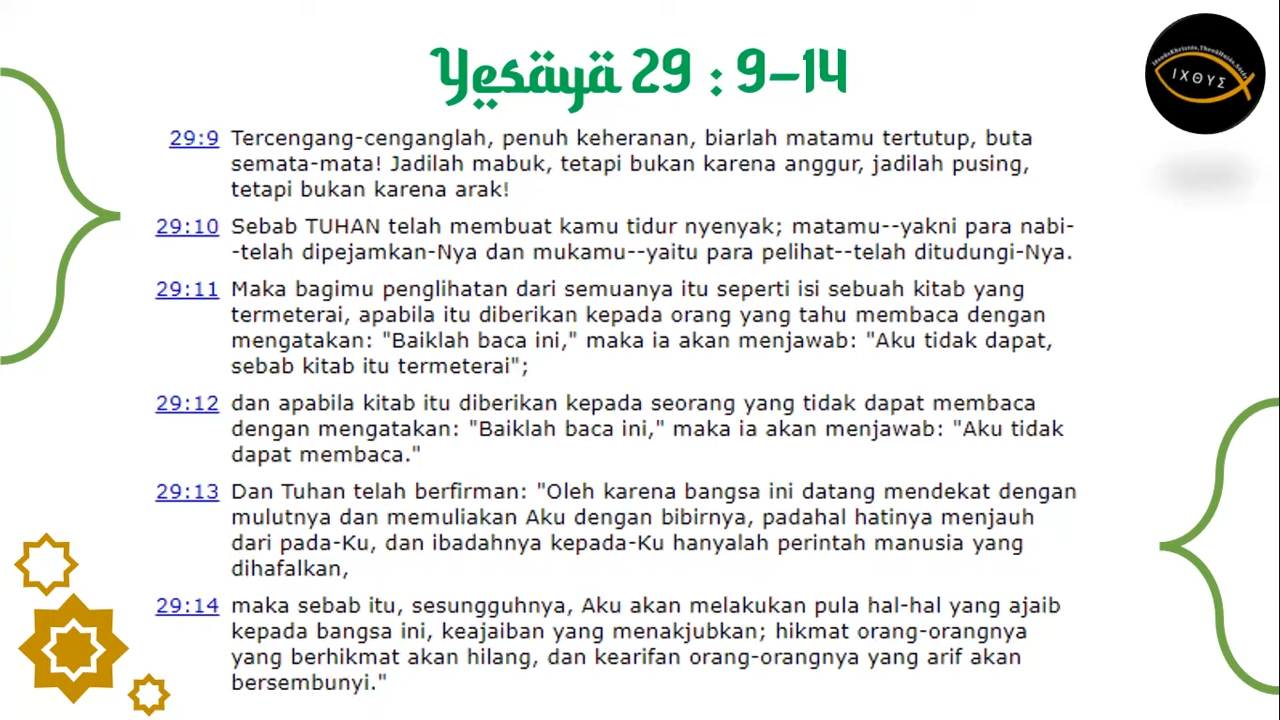 Yesaya 29 : 9-14
ΙΧΘΥΣ
29:9 Tercengang-cenganglah, penuh keheranan, biarlah matamu tertutup, buta
semata-mata! Jadilah mabuk, tetapi bukan karena anggur, jadilah pusing,
tetapi bukan karena arak!
29:10 Sebab TUHAN telah membuat kamu tidur nyenyak; matamu--yakni para nabi-
-telah dipejamkan-Nya dan mukamu--yaitu para pelihat--telah ditudungi-Nya.
29:11 Maka bagimu penglihatan dari semuanya itu seperti isi sebuah kitab yang
termeterai, apabila itu diberikan kepada orang yang tahu membaca dengan
mengatakan: "Baiklah baca ini," maka ia akan menjawab: "Aku tidak dapat,
sebab kitab itu termeterai";
29:12 dan apabila kitab itu diberikan kepada seorang yang tidak dapat membaca
dengan mengatakan: "Baiklah baca ini," maka ia akan menjawab: "Aku tidak
dapat membaca."
29:13 Dan Tuhan telah berfirman: "Oleh karena bangsa ini datang mendekat dengan
mulutnya dan memuliakan Aku dengan bibirnya, padahal hatinya menjauh
dari pada-Ku, dan ibadahnya kepada-Ku hanyalah perintah manusia yang
dihafalkan,
29:14 maka sebab itu, sesungguhnya, Aku akan melakukan pula hal-hal yang ajaib
kepada bangsa ini, keajaiban yang menakjubkan; hikmat orang-orangnya
yang berhikmat akan hilang, dan kearifan orang-orangnya yang arif akan
bersembunyi."